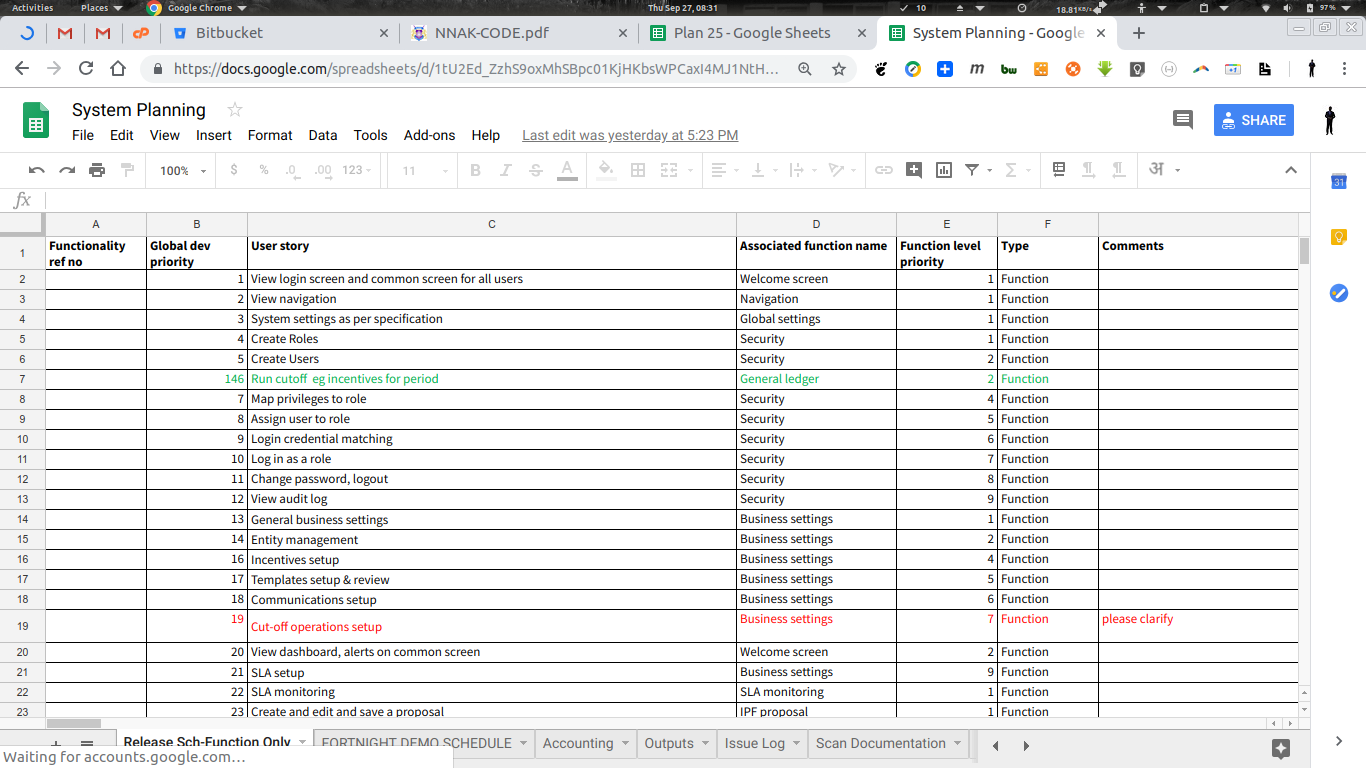 Activities Places Google Chrome Thu Sep 27, 08:31 10 18.81KB/s 97%
Bitbucket NNAK-CODE.pdf Plan 25 - Google Sheets System Planning - Google
https://docs.google.com/spreadsheets/d/1tU2Ed_ZzhS9oxMhSBpc01KjHKbsWPCaxI4MJ1NtH...
System Planning
SHARE
File Edit View Insert Format Data Tools Add-ons Help Last edit was yesterday at 5:23 PM
100% $ % .0 .00 123 11 B I S A
fx
A B C D E F
1 Functionality ref no Global dev priority User story Associated function name Function level priority Type Comments
2 1 View login screen and common screen for all users Welcome screen 1 Function
3 2 View navigation Navigation 1 Function
4 3 System settings as per specification Global settings 1 Function
5 4 Create Roles Security 1 Function
6 5 Create Users Security 2 Function
7 146 Run cutoff eg incentives for period General ledger 2 Function
8 7 Map privileges to role Security 4 Function
9 8 Assign user to role Security 5 Function
10 9 Login credential matching Security 6 Function
11 10 Log in as a role Security 7 Function
12 11 Change password, logout Security 8 Function
13 12 View audit log Security 9 Function
14 13 General business settings Business settings 1 Function
15 14 Entity management Business settings 2 Function
16 16 Incentives setup Business settings 4 Function
17 17 Templates setup & review Business settings 5 Function
18 18 Communications setup Business settings 6 Function
19 19 Cut-off operations setup Business settings 7 Function please clarify
20 20 View dashboard, alerts on common screen Welcome screen 2 Function
21 21 SLA setup Business settings 9 Function
22 22 SLA monitoring SLA monitoring 1 Function
23 23 Create and edit and save a proposal IPF proposal 1 Function
Release Sch-Function Only FORTNIGHT DEMO SCHEDULE Accounting Outputs Issue Log Scan Documentation
Waiting for accounts.google.com...